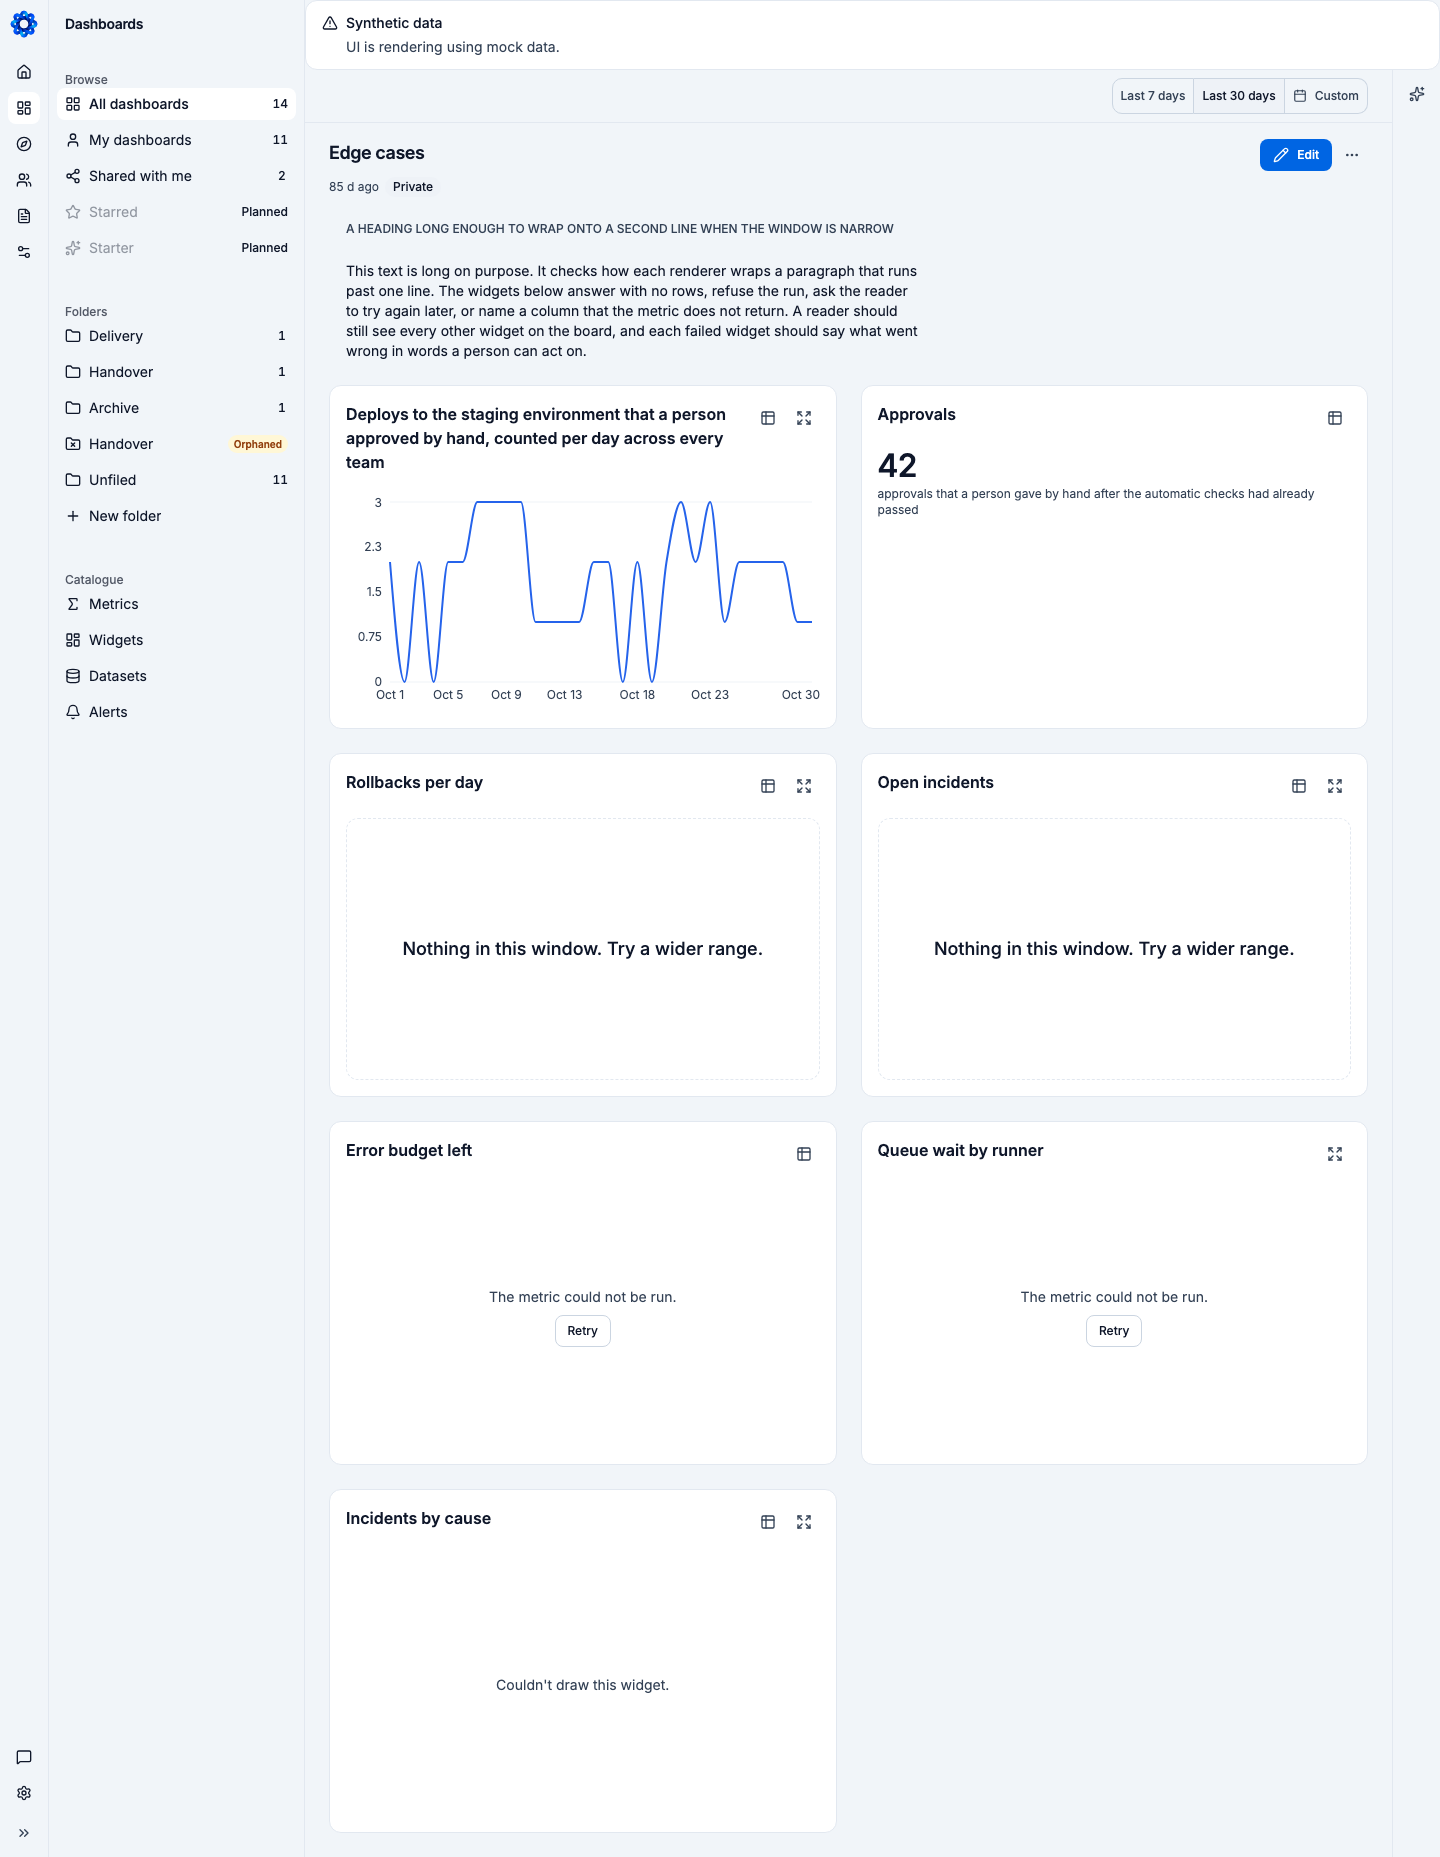 Dashboards
Synthetic data
UI is rendering using mock data.
Browse
All dashboards 14
My dashboards 11
Shared with me 2
Starred Planned
Starter Planned
Folders
Delivery 1
Handover 1
Archive 1
Handover Orphaned
Unfiled 11
New folder
Catalogue
Metrics
Widgets
Datasets
Alerts
Last 7 days Last 30 days Custom
Edge cases
Edit
85 d ago Private
A HEADING LONG ENOUGH TO WRAP ONTO A SECOND LINE WHEN THE WINDOW IS NARROW
This text is long on purpose. It checks how each renderer wraps a paragraph that runs
past one line. The widgets below answer with no rows, refuse the run, ask the reader
to try again later, or name a column that the metric does not return. A reader should
still see every other widget on the board, and each failed widget should say what went
wrong in words a person can act on.
Deploys to the staging environment that a person
approved by hand, counted per day across every
team
3
2.3
1.5
0.75
0
Oct 1 Oct 5 Oct 9 Oct 13 Oct 18 Oct 23 Oct 30
Approvals
42
approvals that a person gave by hand after the automatic checks had already
passed
Rollbacks per day
Nothing in this window. Try a wider range.
Open incidents
Nothing in this window. Try a wider range.
Error budget left
The metric could not be run.
Retry
Queue wait by runner
The metric could not be run.
Retry
Incidents by cause
Couldn't draw this widget.